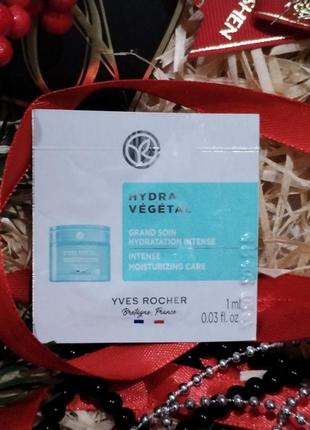 HYDRA
VÉGÉTAL
GRAND SOIN
HYDRATATION INTENSE
INTENSE
MOISTURIZING CARE
YVES ROCHER
Bretagne, France
1 ml
0.03 fl. oz
SHEN